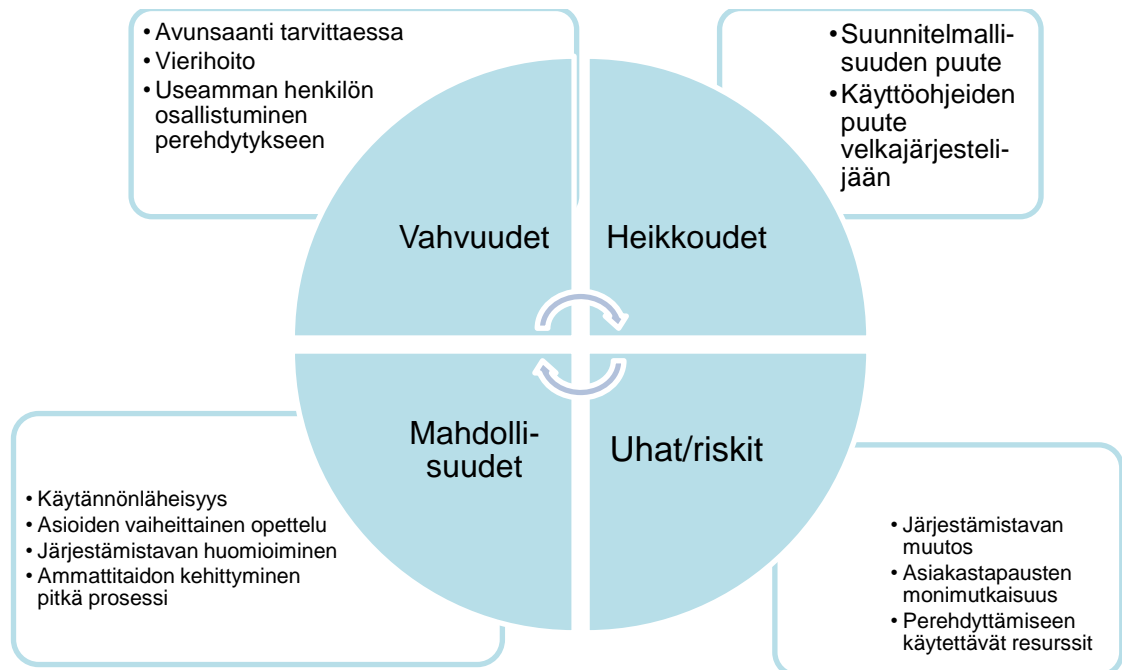 • Avunsaanti tarvittaessa
• Vierihoito
• Useamman henkilön
osallistuminen
perehdytykseen
• Suunnitelmalli-
suuden puute
• Käyttöohjeiden
puute
velkajärjesteli-
jään
Vahvuudet
Heikkoudet
Mahdolli-
suudet
Uhat/riskit
• Käytännönläheisyys
• Asioiden vaiheittainen opettelu
• Järjestämistavan huomioiminen
• Ammattitaidon kehittyminen
pitkä prosessi
• Järjestämistavan
muutos
• Asiakastapausten
monimutkaisuus
• Perehdyttämiseen
käytettävät resurssit